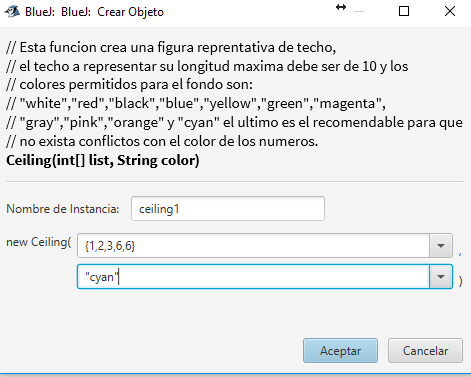 BlueJ: BlueJ: Crear Objeto
// Esta funcion crea una figura reprentativa de techo,
// el techo a representar su longitud maxima debe ser de 10 y los
// colores permitidos para el fondo son:
// "white","red","black","blue","yellow","green","magenta",
// "gray","pink","orange" y "cyan" el ultimo es el recomendable para que
// no exista conflictos con el color de los numeros.
Ceiling(int[] list, String color)
Nombre de Instancia: ceiling1
new Ceiling( {1,2,3,6,6} ,
"cyan" )
Aceptar Cancelar